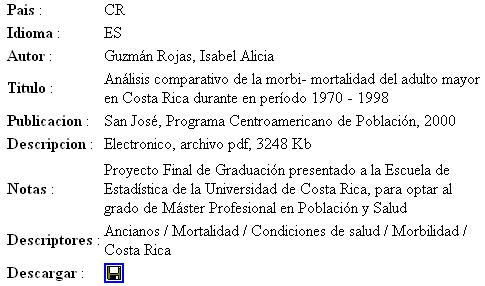 Pais : CR
Idioma : ES
Autor : Guzmán Rojas, Isabel Alicia
Titulo : Análisis comparativo de la morbi- mortalidad del adulto mayor
en Costa Rica durante en período 1970 - 1998
Publicacion : San José, Programa Centroamericano de Población, 2000
Descripcion : Electronico, archivo pdf, 3248 Kb
Notas : Proyecto Final de Graduación presentado a la Escuela de
Estadística de la Universidad de Costa Rica, para optar al
grado de Máster Profesional en Población y Salud
Descriptores : Ancianos / Mortalidad / Condiciones de salud / Morbilidad /
Costa Rica
Descargar :